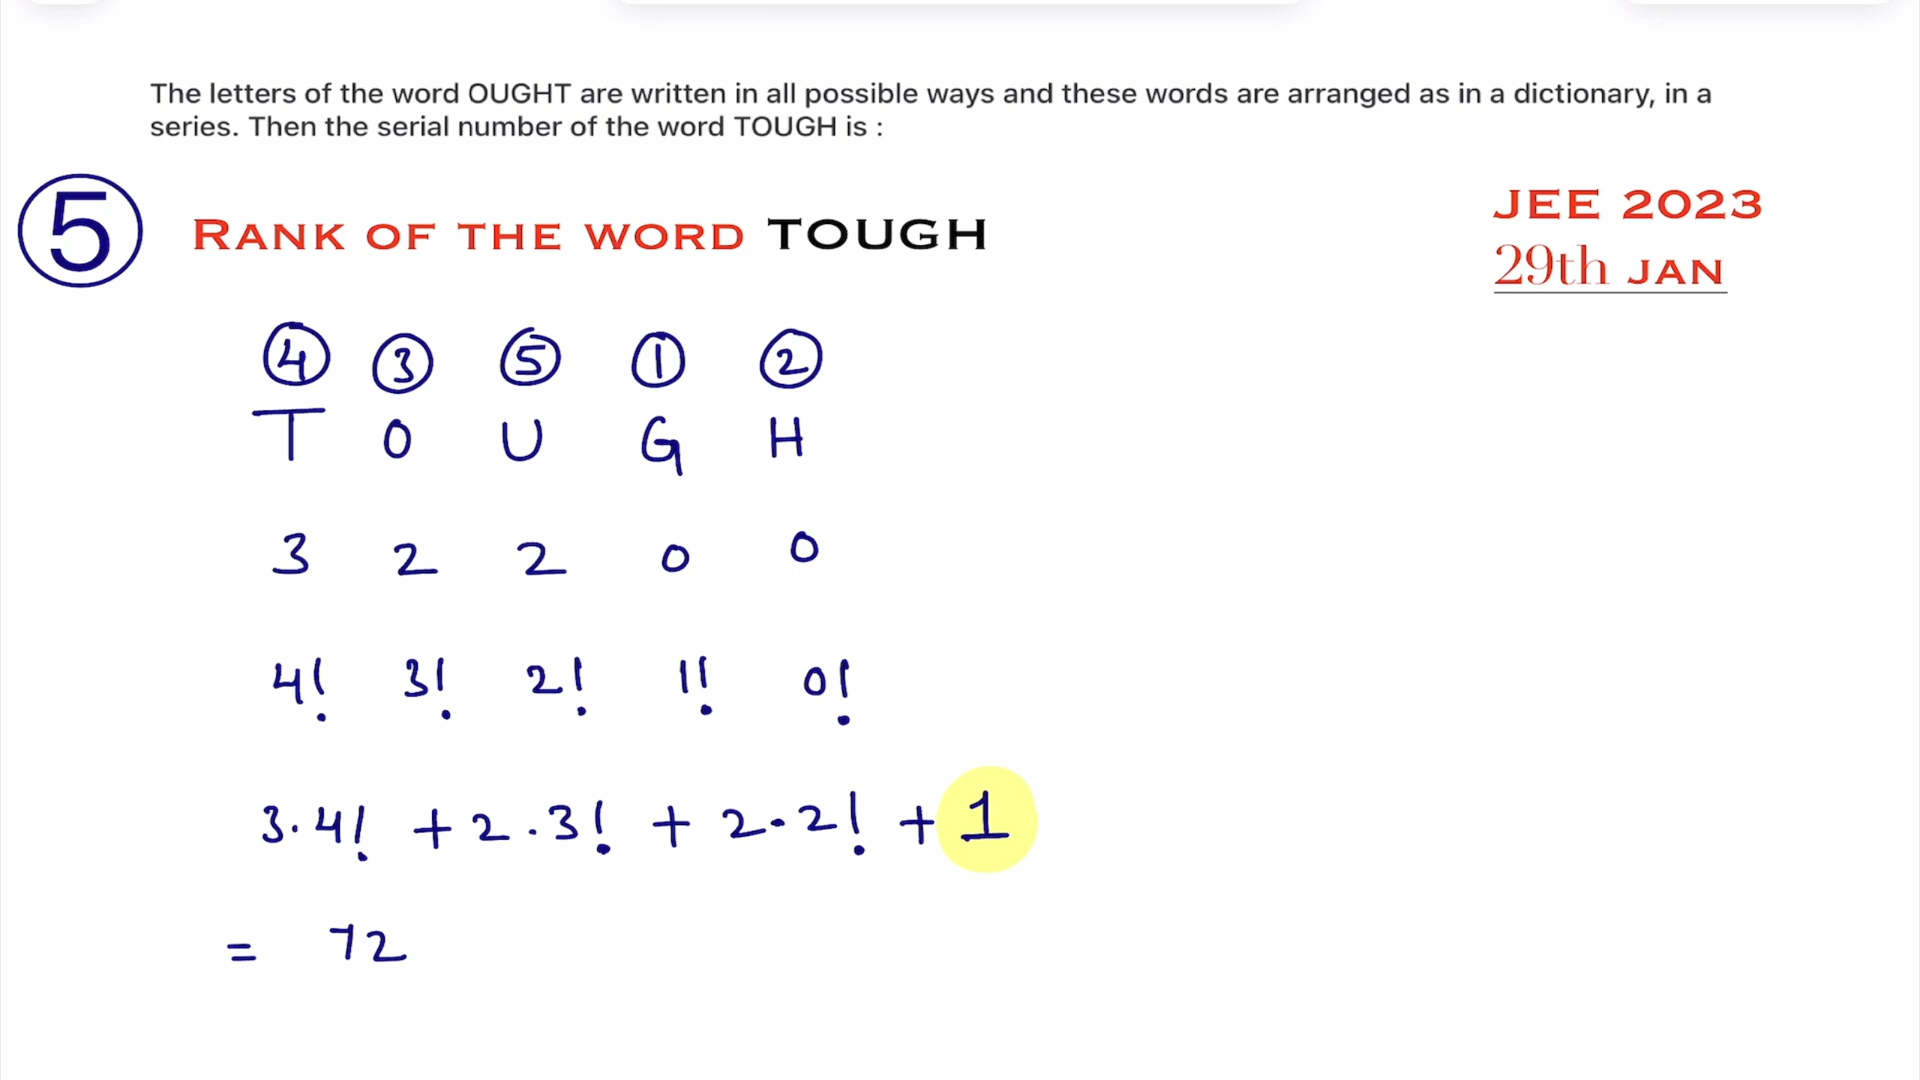 The letters of the word OUGHT are written in all possible ways and these words are arranged as in a dictionary, in a
series. Then the serial number of the word TOUGH is :
5 RANK OF THE WORD TOUGH
JEE 2023
29th JAN
4 3 5 1 2
T O U G H
3 2 2 0 0
4! 3! 2! 1! 0!
3.4! + 2.3! + 2.2! + 1
= 72